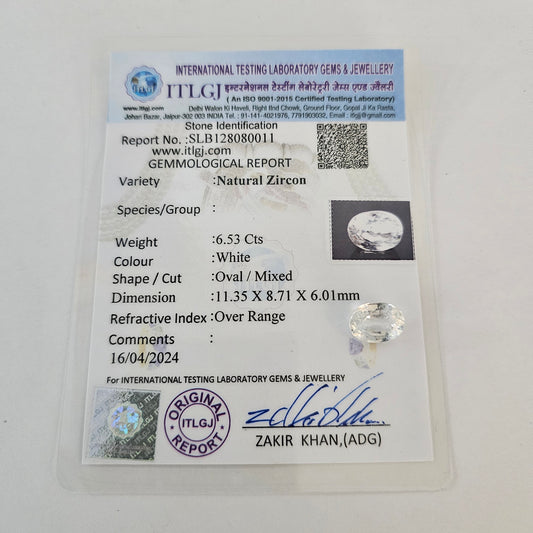 INTERNATIONAL TESTING LABORATORY GEMS & JEWELLERY
ITLGJ इन्टरनेशनल टेस्टींग लेबोरेट्री जेम्स एण्ड ज्वैलरी
( An ISO 9001-2015 Certified Testing Laboratory)
www.itlgj.com
Delhi Walon Ki Haveli, Right Bnd Chowk, Ground Floor, Gopal Ji Ka Rasta,
Johari Bazar, Jaipur-302 003 INDIA Tel : 91-141-4021976, 7791903032, Email : itlgj@gmail.com
Stone Identification
Report No. :SLB128080011
www.itlgj.com
GEMMOLOGICAL REPORT
Variety :Natural Zircon
Species/Group :
Weight :6.53 Cts
Colour :White
Shape / Cut :Oval / Mixed
Dimension :11.35 X 8.71 X 6.01mm
Refractive Index :Over Range
Comments :
16/04/2024
For INTERNATIONAL TESTING LABORATORY GEMS & JEWELLERY
ORIGINAL
ITLGJ
REPORT
ZAKIR KHAN,(ADG)